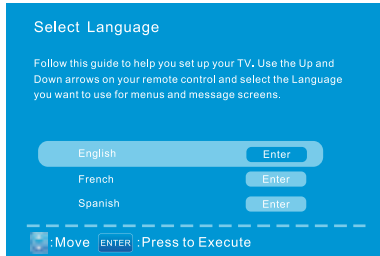 Select Language
Follow this guide to help you set up your TV. Use the Up and
Down arrows on your remote control and select the Language
you want to use for menus and message screens.
English Enter
French Enter
Spanish Enter
:Move ENTER :Press to Execute